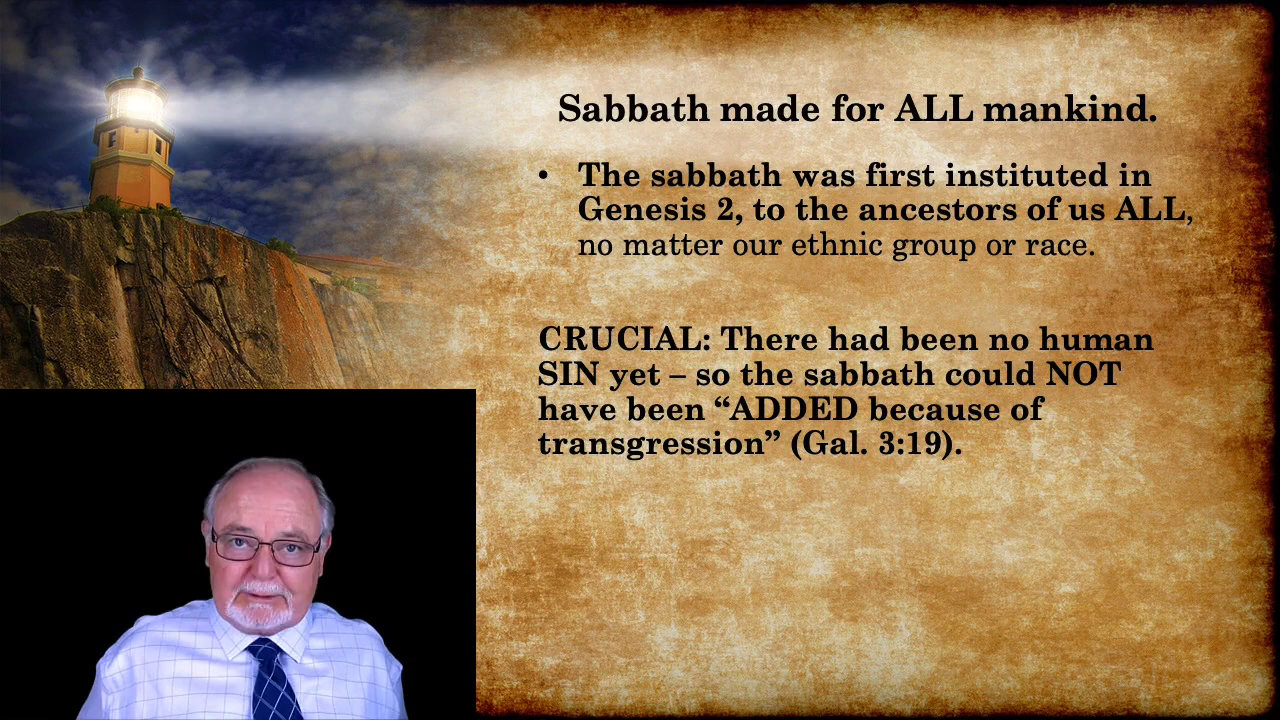 Sabbath made for ALL mankind.
• The sabbath was first instituted in
Genesis 2, to the ancestors of us ALL,
no matter our ethnic group or race.
CRUCIAL: There had been no human
SIN yet – so the sabbath could NOT
have been “ADDED because of
transgression” (Gal. 3:19).